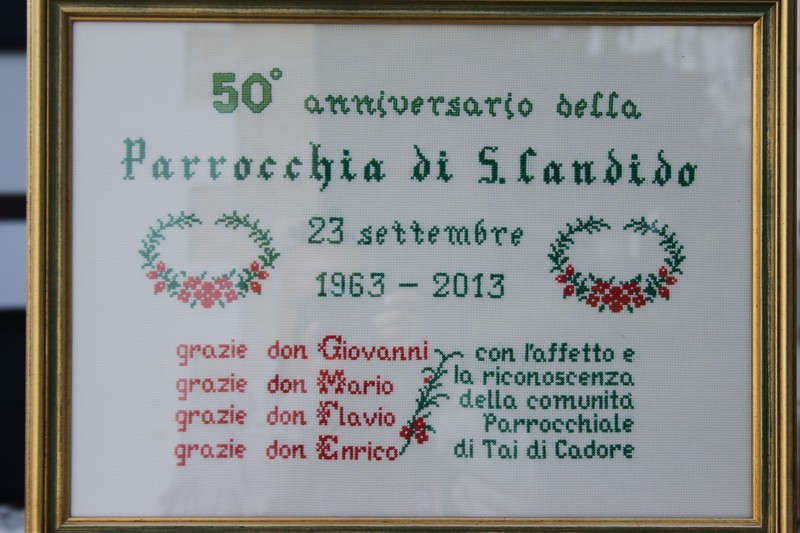 50° anniversario della
Parrocchia di S. Candido
23 settembre
1963 - 2013
grazie don Giovanni
grazie don Mario
grazie don Flavio
grazie don Enrico
con l'affetto e
la riconoscenza
della comunità
Parrocchiale
di Tai di Cadore